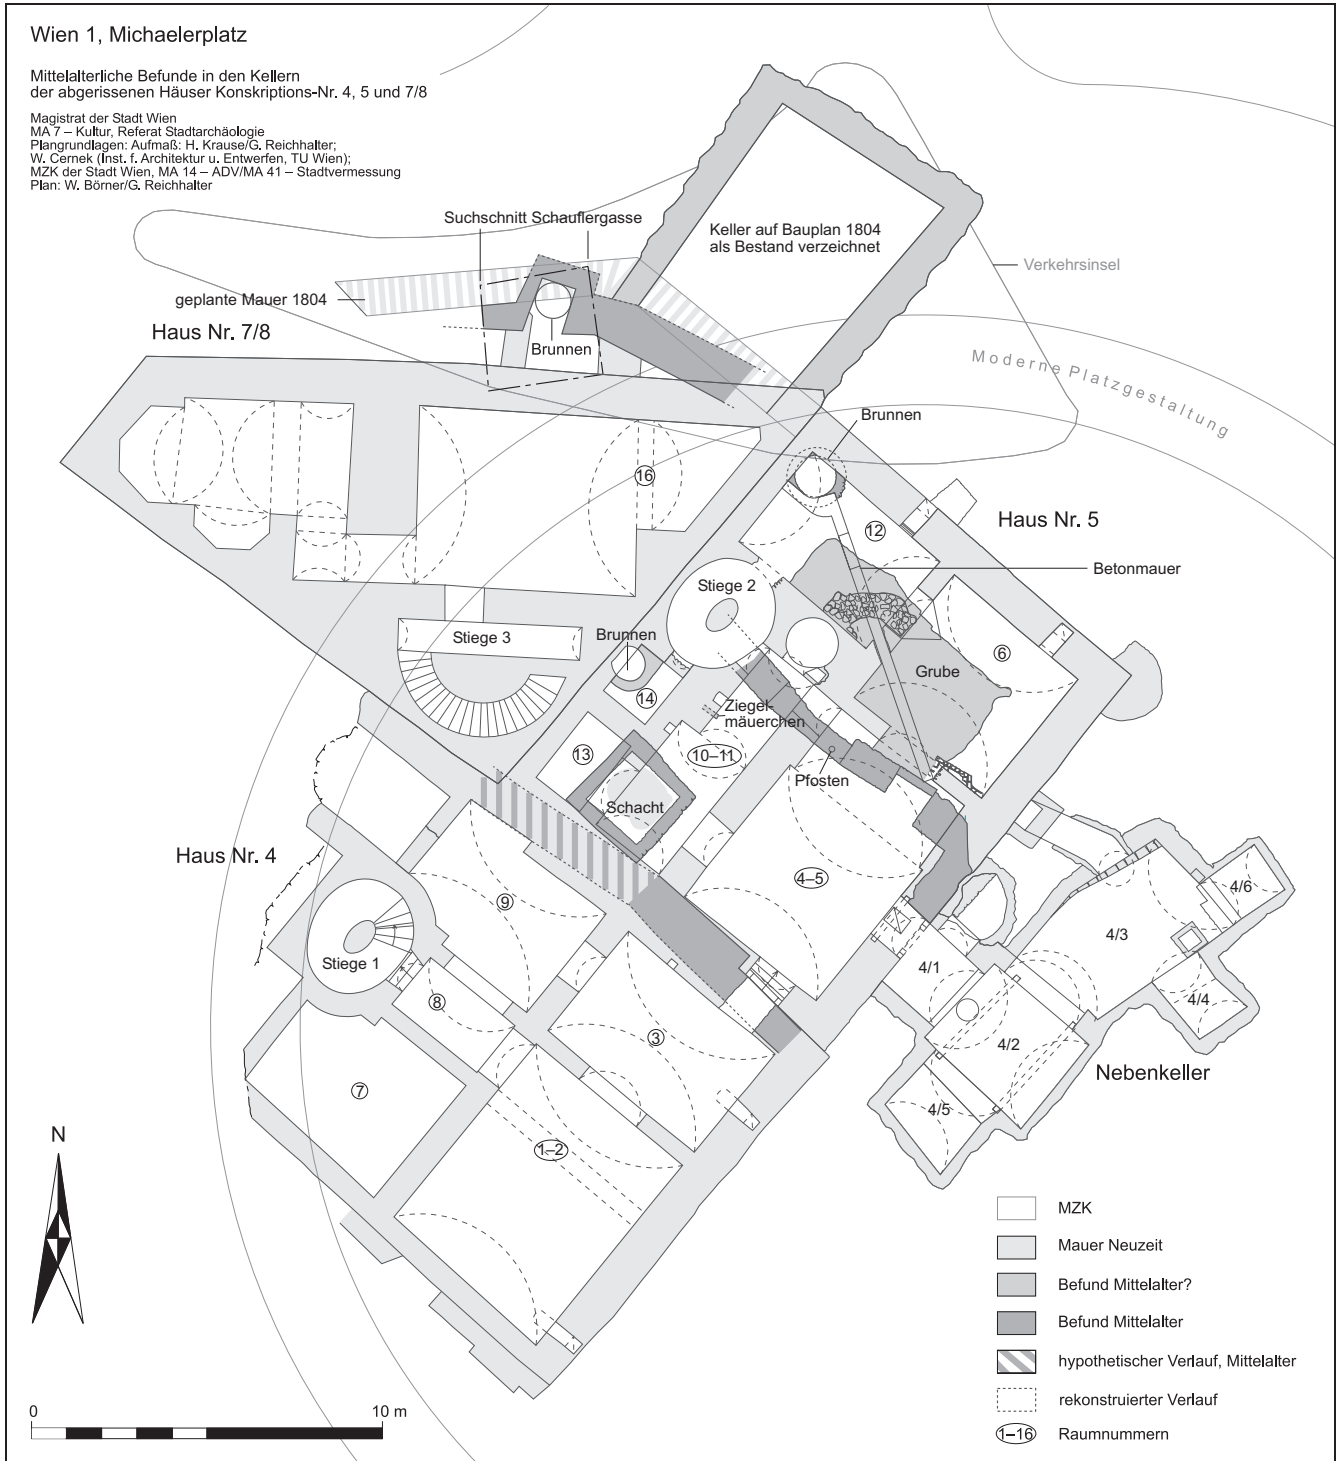 Wien 1, Michaelerplatz
Mittelalterliche Befunde in den Kellern
der abgerissenen Häuser Konskriptions-Nr. 4, 5 und 7/8
Magistrat der Stadt Wien
MA 7 – Kultur, Referat Stadtarchäologie
Plangrundlagen: Aufmaß: H. Krause/G. Reichhalter;
W. Cernek (Inst. f. Architektur u. Entwerfen, TU Wien);
MZK der Stadt Wien, MA 14 – ADV/MA 41 – Stadtvermessung
Plan: W. Börner/G. Reichhalter
Suchschnitt Schauflergasse
Keller auf Bauplan 1804
als Bestand verzeichnet
Verkehrsinsel
geplante Mauer 1804
Haus Nr. 7/8
Brunnen
Moderne Platzgestaltung
Brunnen
16
12
Haus Nr. 5
Betonmauer
Stiege 2
Stiege 3
Brunnen
6
Grube
14
Ziegel-
mäuerchen
13
10–11
Pfosten
Schacht
Haus Nr. 4
4–5
4/6
9
4/3
Stiege 1
4/1
8
4/4
3
4/2
Nebenkeller
7
4/5
1–2
N
MZK
Mauer Neuzeit
Befund Mittelalter?
Befund Mittelalter
hypothetischer Verlauf, Mittelalter
rekonstruierter Verlauf
1–16 Raumnummern
0 10 m